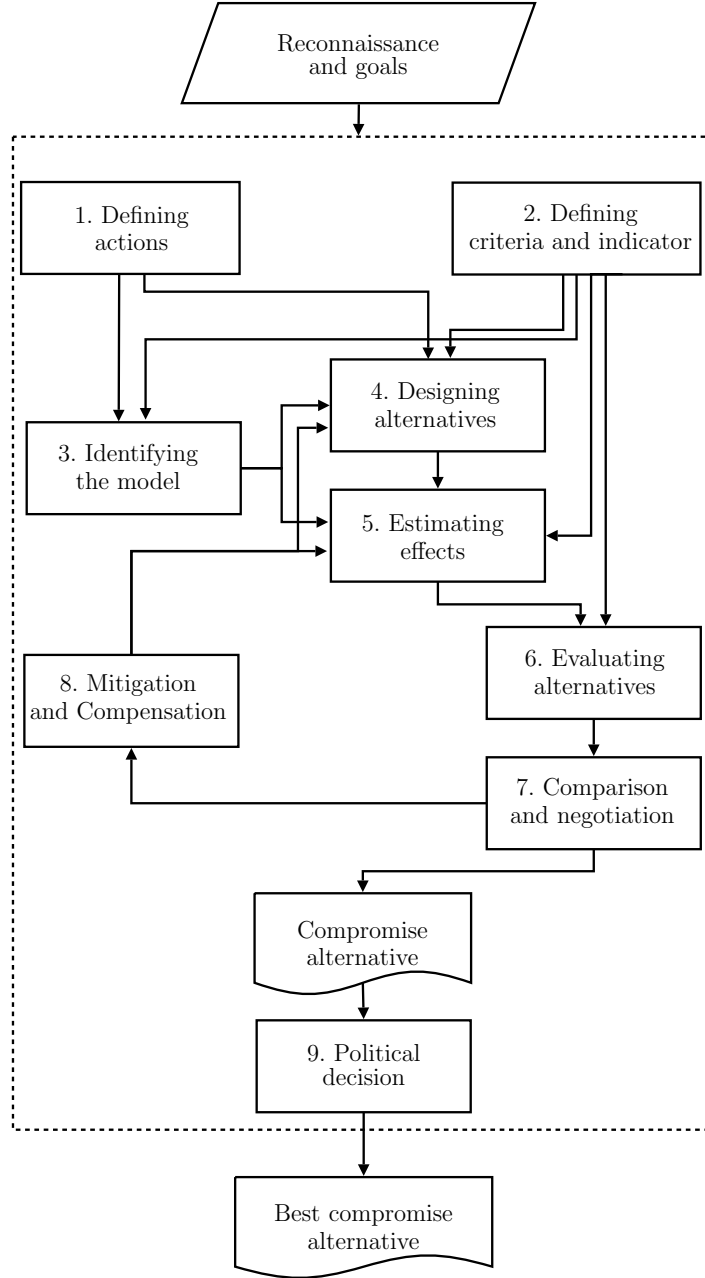 Reconnaissance
and goals
1. Defining
actions
2. Defining
criteria and indicator
4. Designing
alternatives
3. Identifying
the model
5. Estimating
effects
6. Evaluating
alternatives
8. Mitigation
and Compensation
7. Comparison
and negotiation
Compromise
alternative
9. Political
decision
Best compromise
alternative